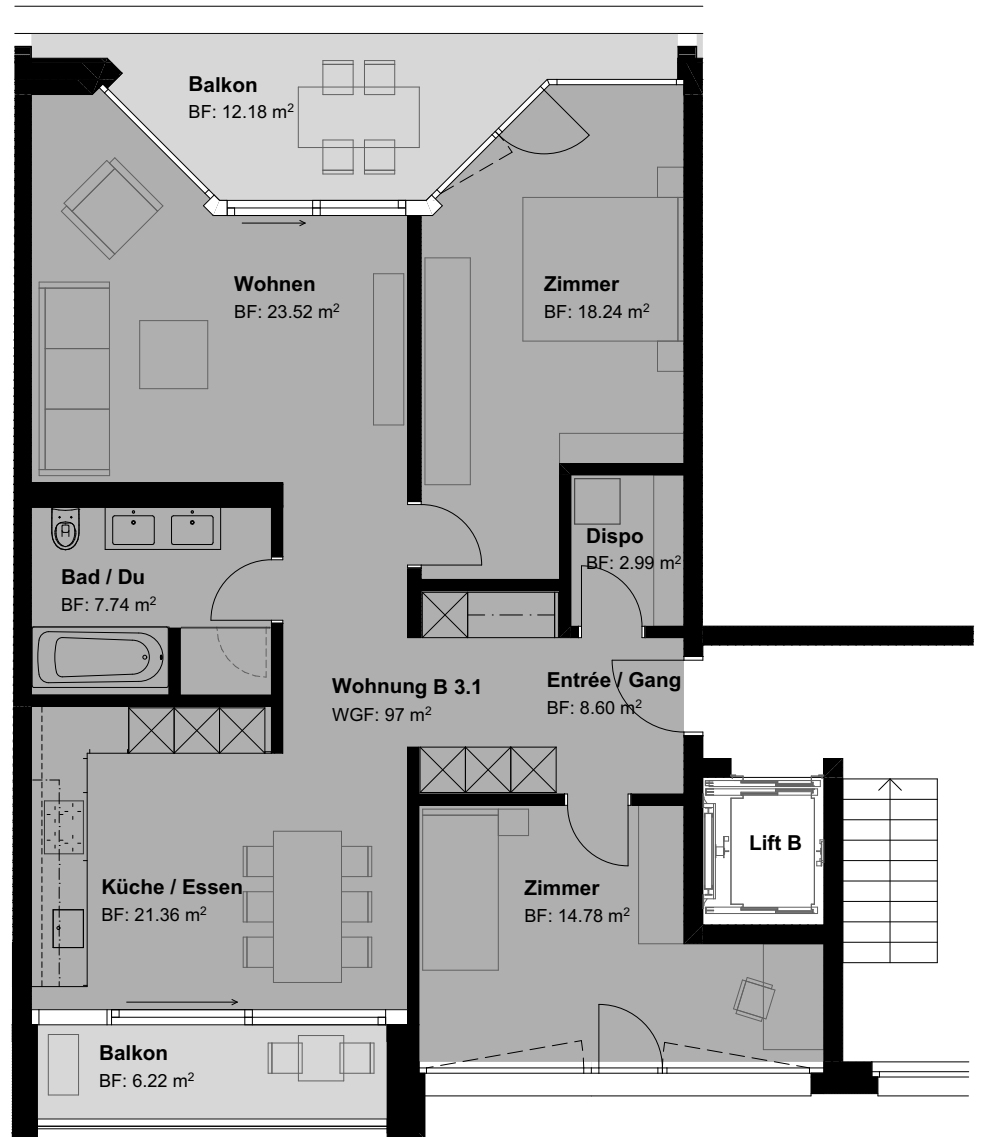 Balkon
BF: 12.18 m²
Wohnen
BF: 23.52 m²
Zimmer
BF: 18.24 m²
Dispo
BF: 2.99 m²
Bad / Du
BF: 7.74 m²
Wohnung B 3.1
WGF: 97 m²
Entrée / Gang
BF: 8.60 m²
Lift B
Küche / Essen
BF: 21.36 m²
Zimmer
BF: 14.78 m²
Balkon
BF: 6.22 m²